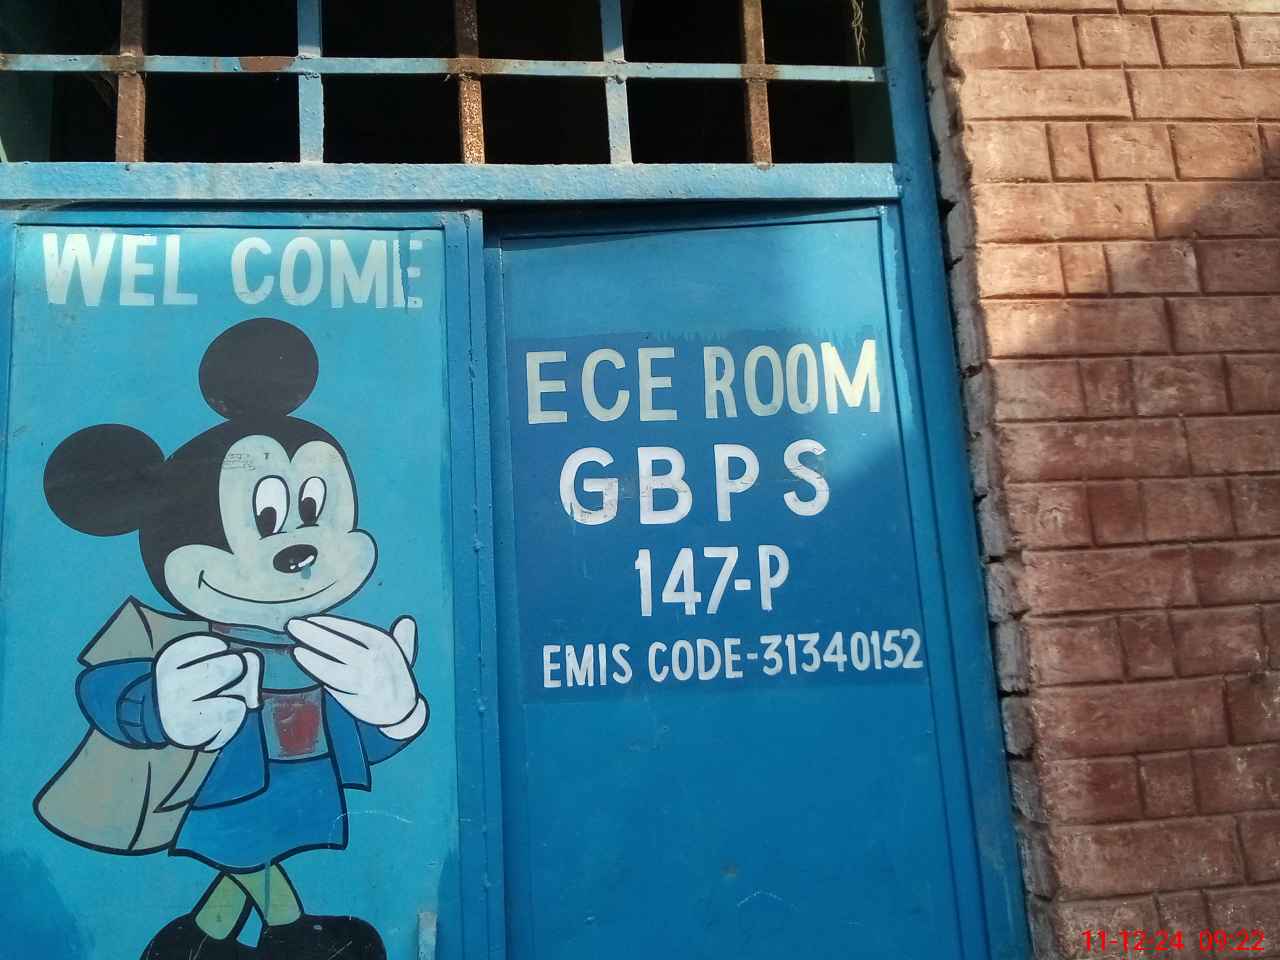 WEL COME
ECE ROOM
GBPS
147-P
EMIS CODE-31340152
11-12-24 09:22